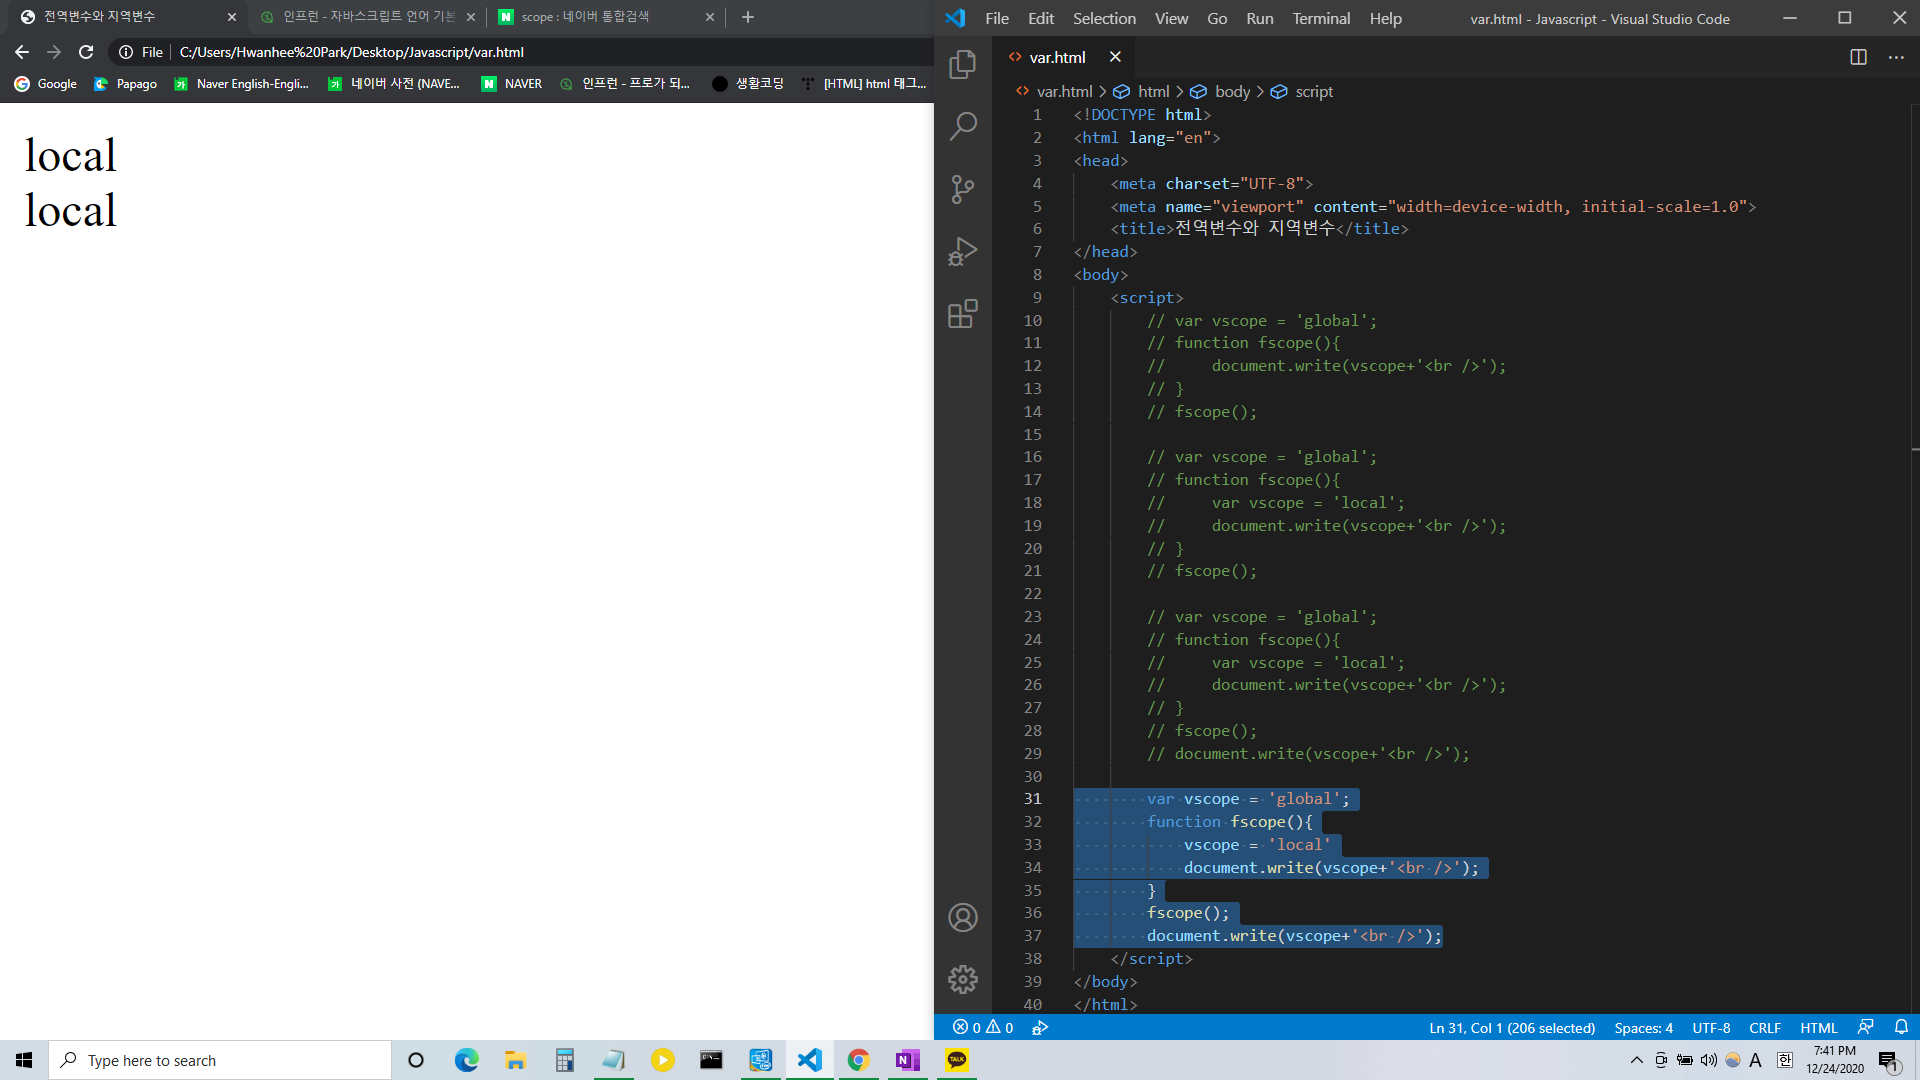 전역변수와 지역변수
인프런 - 자바스크립트 언어 기본
scope : 네이버 통합검색
File
C:/Users/Hwanhee%20Park/Desktop/Javascript/var.html
Google
Papago
Naver English-Engli...
네이버 사전 (NAVE...
NAVER
인프런 - 프로가 되...
생활코딩
[HTML] html 태그...
local
local
File Edit Selection View Go Run Terminal Help
var.html - Javascript - Visual Studio Code
var.html
var.html > html > body > script
1 <!DOCTYPE html>
2 <html lang="en">
3 <head>
4 <meta charset="UTF-8">
5 <meta name="viewport" content="width=device-width, initial-scale=1.0">
6 <title>전역변수와 지역변수</title>
7 </head>
8 <body>
9 <script>
10 // var vscope = 'global';
11 // function fscope(){
12 //     document.write(vscope+'<br />');
13 // }
14 // fscope();
15
16 // var vscope = 'global';
17 // function fscope(){
18 //     var vscope = 'local';
19 //     document.write(vscope+'<br />');
20 // }
21 // fscope();
22
23 // var vscope = 'global';
24 // function fscope(){
25 //     var vscope = 'local';
26 //     document.write(vscope+'<br />');
27 // }
28 // fscope();
29 // document.write(vscope+'<br />');
30
31 var vscope = 'global';
32 function fscope(){
33 vscope = 'local'
34 document.write(vscope+'<br />');
35 }
36 fscope();
37 document.write(vscope+'<br />');
38 </script>
39 </body>
40 </html>
0 0
Ln 31, Col 1 (206 selected)
Spaces: 4
UTF-8
CRLF
HTML
Type here to search
TALK
A
한
7:41 PM
12/24/2020
1